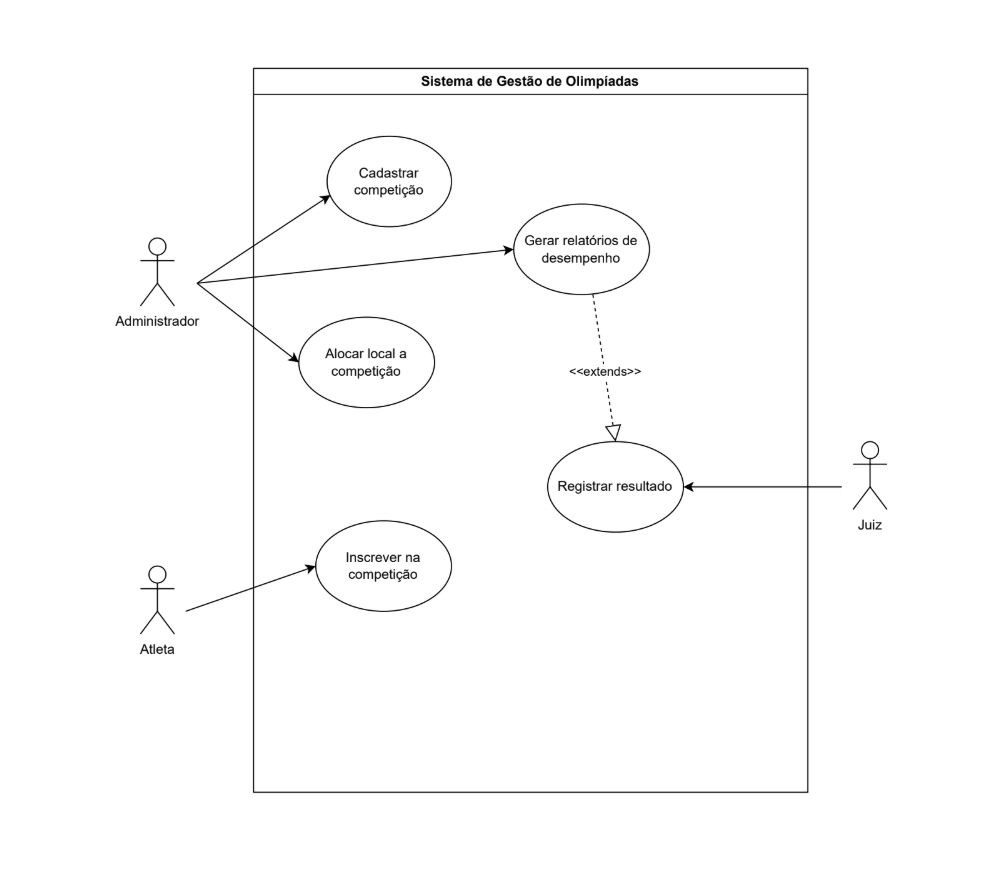 Sistema de Gestão de Olimpíadas
Cadastrar
competição
Gerar relatórios de
desempenho
Administrador
Alocar local a
competição
<<extends>>
Registrar resultado
Juiz
Inscrever na
competição
Atleta